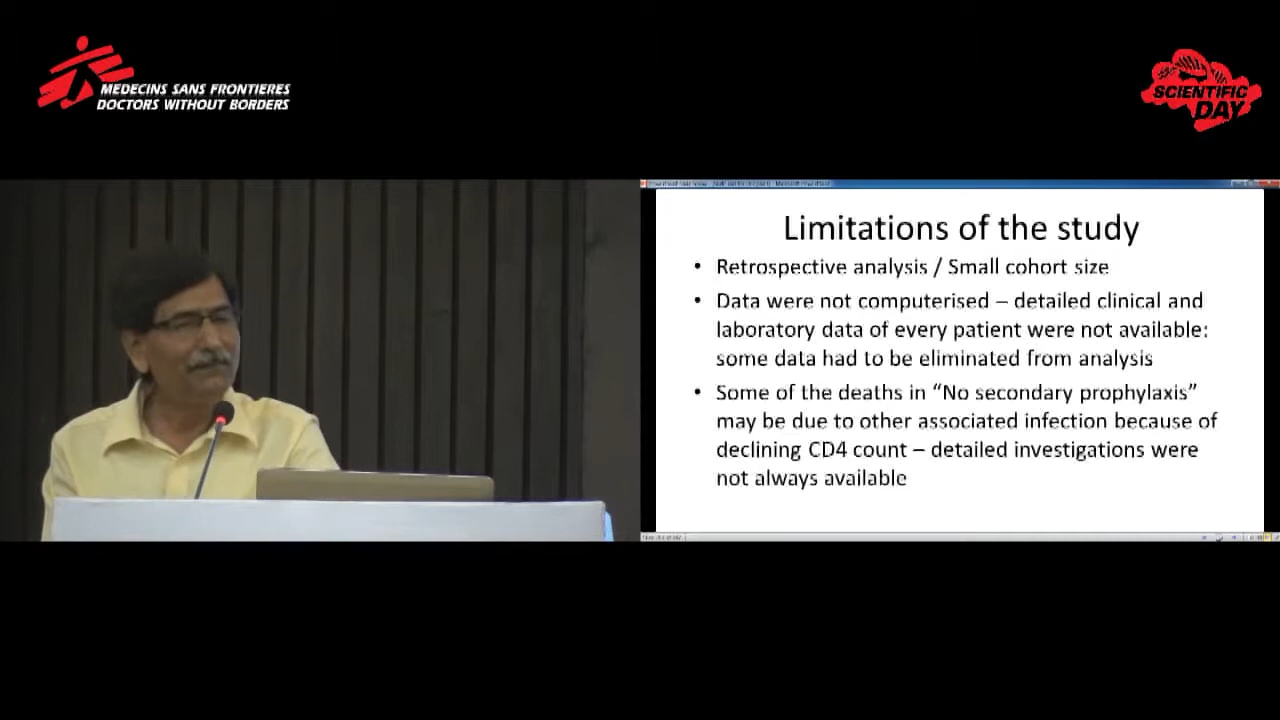 MEDECINS SANS FRONTIERES
DOCTORS WITHOUT BORDERS
SCIENTIFIC
DAY
Limitations of the study
• Retrospective analysis / Small cohort size
• Data were not computerised – detailed clinical and
laboratory data of every patient were not available:
some data had to be eliminated from analysis
• Some of the deaths in “No secondary prophylaxis”
may be due to other associated infection because of
declining CD4 count – detailed investigations were
not always available